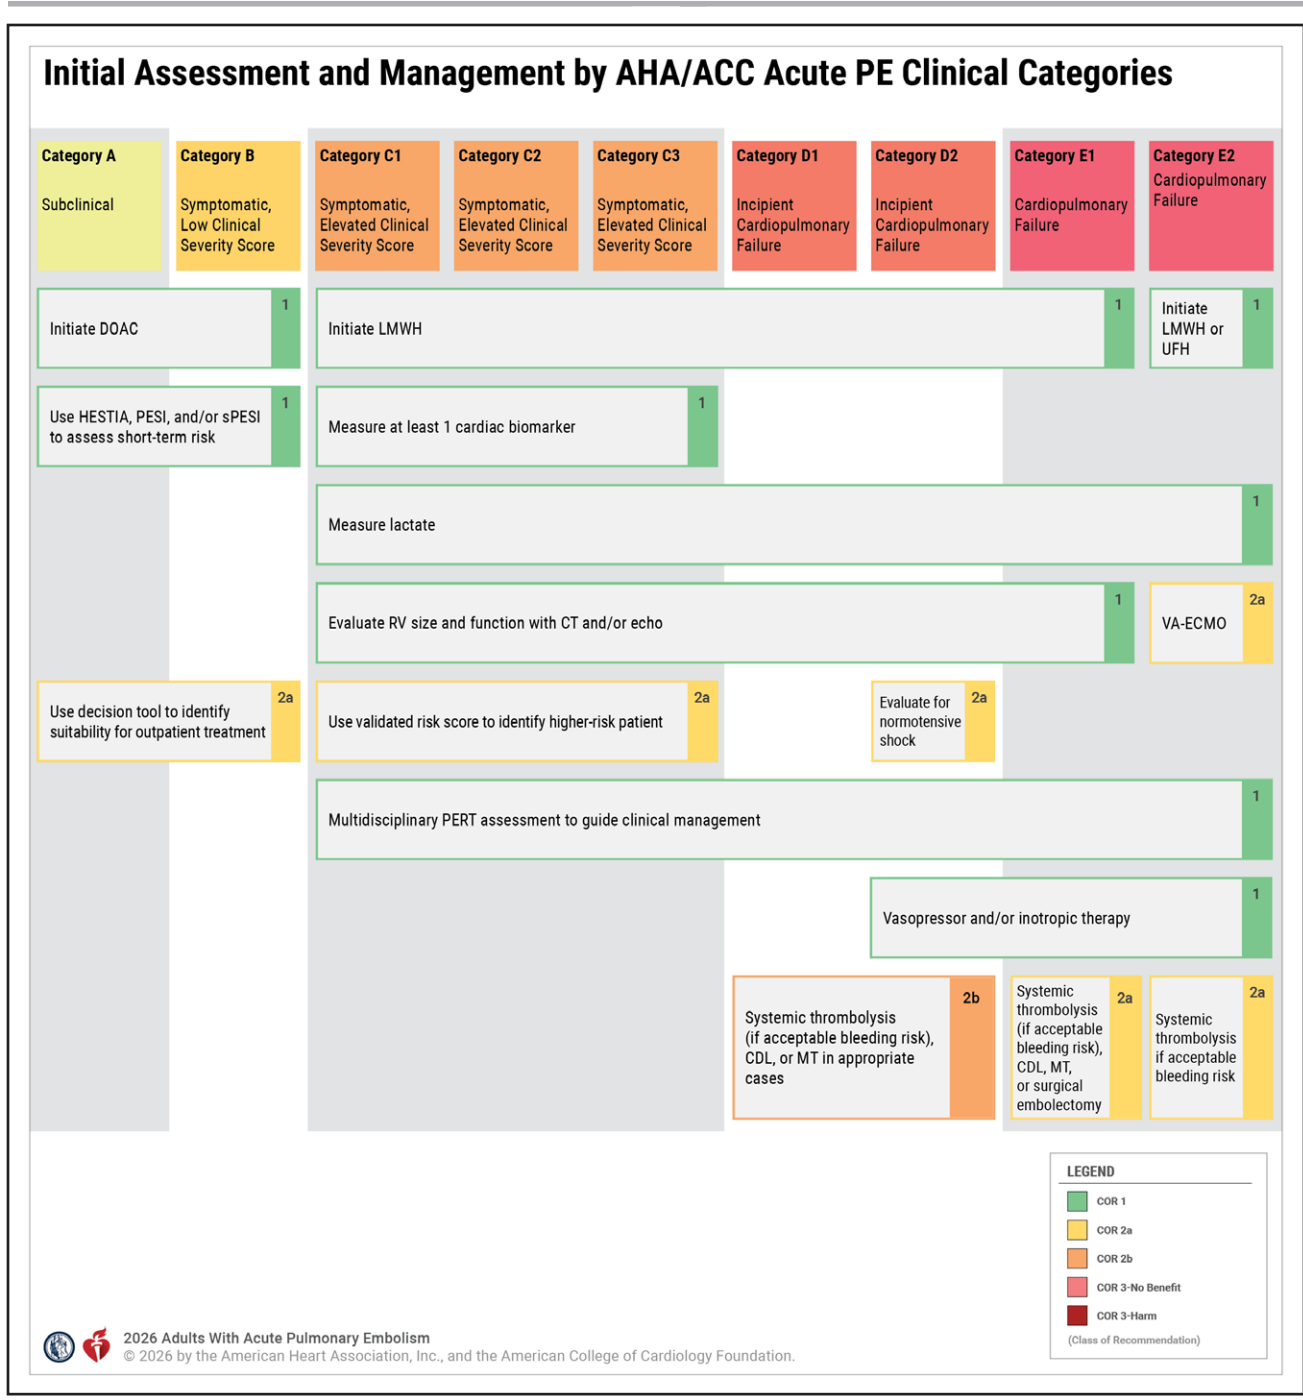 Initial Assessment and Management by AHA/ACC Acute PE Clinical Categories
Category A
Subclinical
Category B
Symptomatic,
Low Clinical
Severity Score
Category C1
Symptomatic,
Elevated Clinical
Severity Score
Category C2
Symptomatic,
Elevated Clinical
Severity Score
Category C3
Symptomatic,
Elevated Clinical
Severity Score
Category D1
Incipient
Cardiopulmonary
Failure
Category D2
Incipient
Cardiopulmonary
Failure
Category E1
Cardiopulmonary
Failure
Category E2
Cardiopulmonary
Failure
Initiate DOAC
1
Initiate LMWH
1
Initiate
LMWH or
UFH
1
Use HESTIA, PESI, and/or sPESI
to assess short-term risk
1
Measure at least 1 cardiac biomarker
1
Measure lactate
1
Evaluate RV size and function with CT and/or echo
1
VA-ECMO
2a
Use decision tool to identify
suitability for outpatient treatment
2a
Use validated risk score to identify higher-risk patient
2a
Evaluate for
normotensive
shock
2a
Multidisciplinary PERT assessment to guide clinical management
1
Vasopressor and/or inotropic therapy
1
Systemic thrombolysis
(if acceptable bleeding risk),
CDL, or MT in appropriate
cases
2b
Systemic
thrombolysis
(if acceptable
bleeding risk),
CDL, MT,
or surgical
embolectomy
2a
Systemic
thrombolysis
if acceptable
bleeding risk
2a
LEGEND
COR 1
COR 2a
COR 2b
COR 3-No Benefit
COR 3-Harm
(Class of Recommendation)
2026 Adults With Acute Pulmonary Embolism
© 2026 by the American Heart Association, Inc., and the American College of Cardiology Foundation.